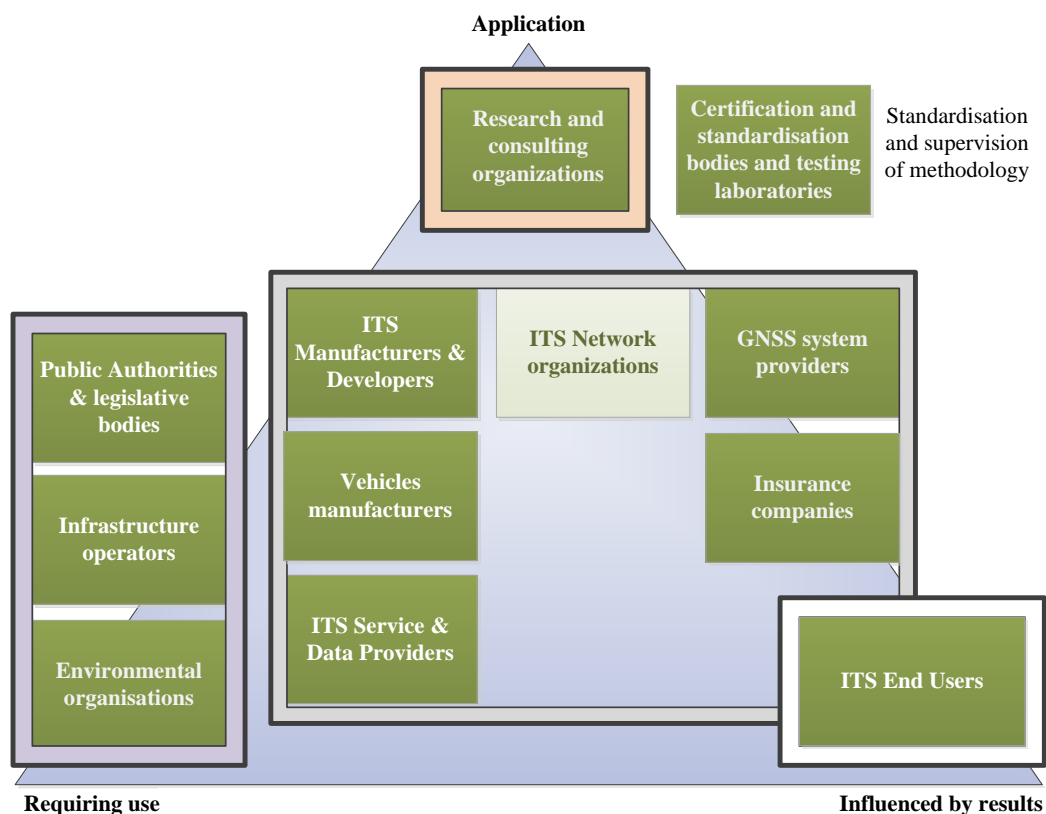 Application
Research and
consulting
organizations
Certification and
standardisation
bodies and testing
laboratories
Standardisation
and supervision
of methodology
ITS
Manufacturers &
Developers
ITS Network
organizations
GNSS system
providers
Public Authorities
& legislative
bodies
Vehicles
manufacturers
Insurance
companies
Infrastructure
operators
ITS Service &
Data Providers
Environmental
organisations
ITS End Users
Requiring use
Influenced by results